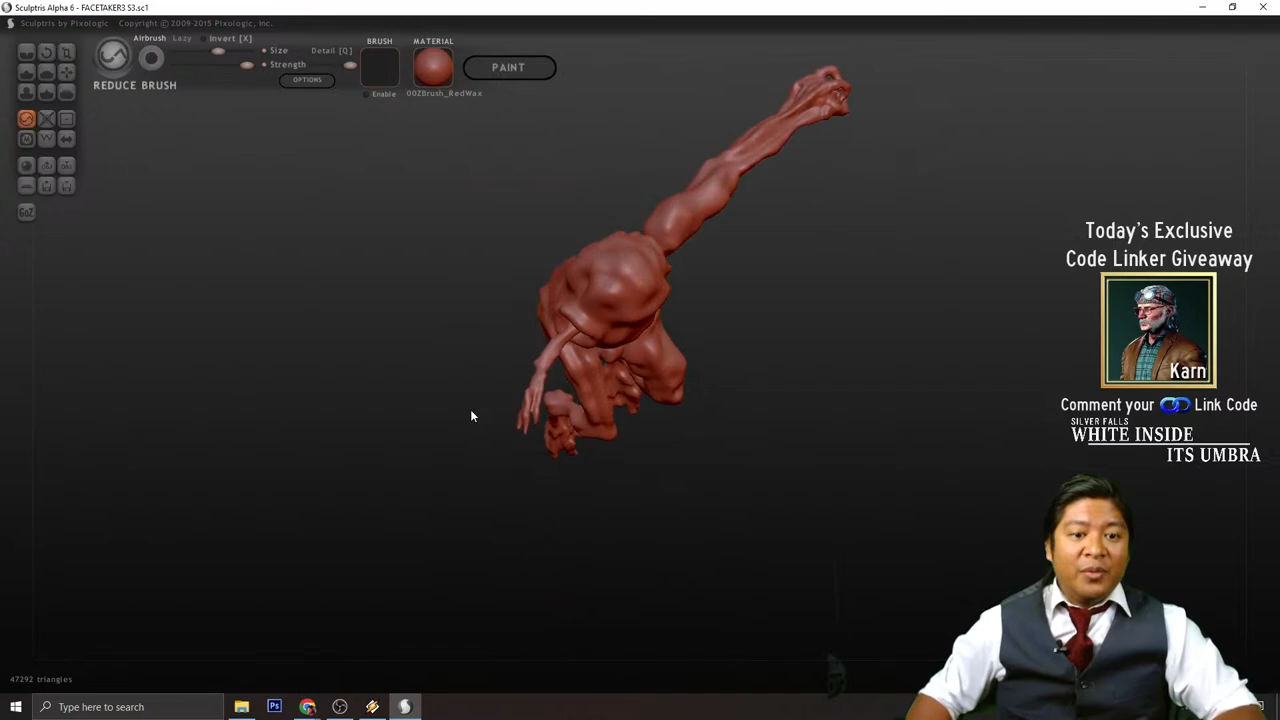 Sculptris Alpha 6 - FACETAKER3 S3.sc1
Sculptris by Pixologic Copyright ©2009-2015 Pixologic, Inc.
Airbrush Lazy Invert [X]
Size Detail [Q]
Strength
OPTIONS
REDUCE BRUSH
BRUSH
Enable
MATERIAL
00ZBrush_RedWax
PAINT
GoZ
Today's Exclusive
Code Linker Giveaway
Karn
Comment your Link Code
SILVER FALLS
WHITE INSIDE
ITS UMBRA
47292 triangles
Type here to search
Ps